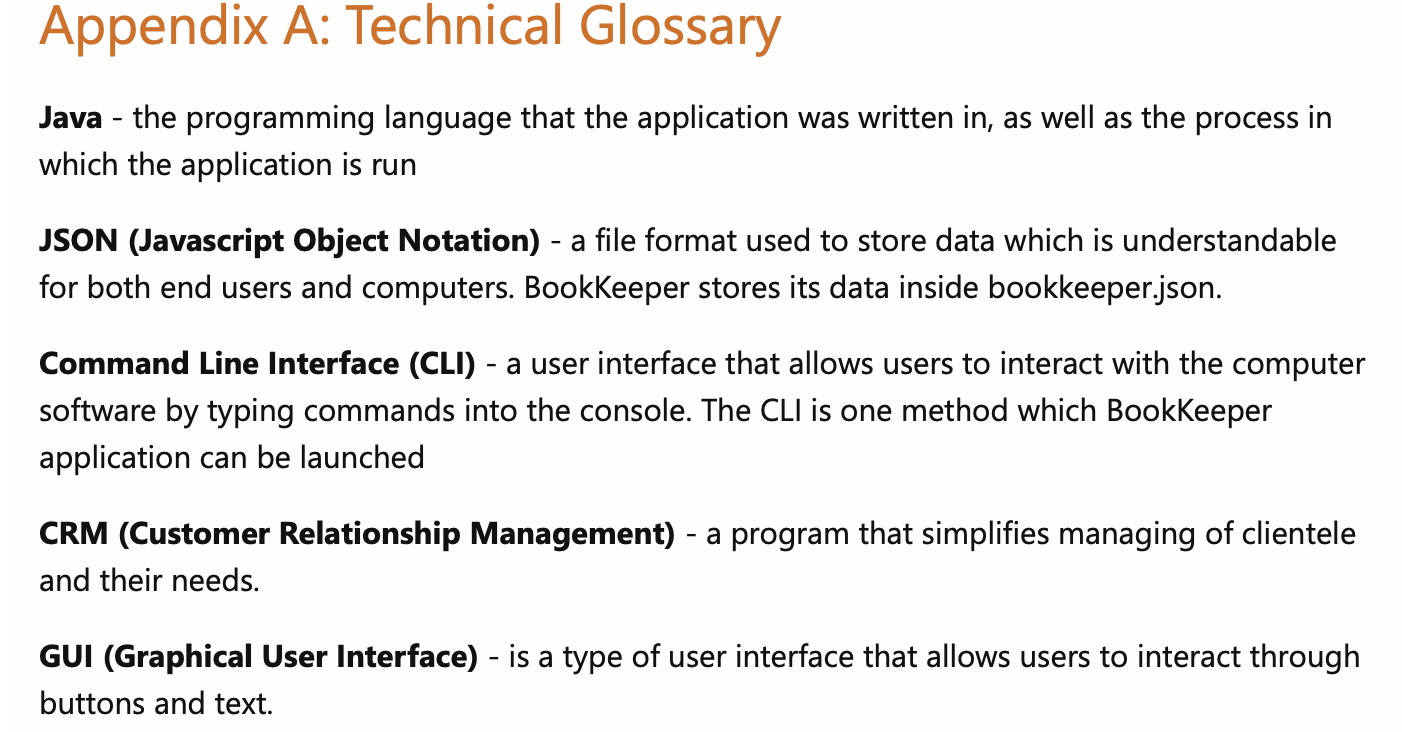 Appendix A: Technical Glossary
Java - the programming language that the application was written in, as well as the process in
which the application is run
JSON (Javascript Object Notation) - a file format used to store data which is understandable
for both end users and computers. BookKeeper stores its data inside bookkeeper.json.
Command Line Interface (CLI) - a user interface that allows users to interact with the computer
software by typing commands into the console. The CLI is one method which BookKeeper
application can be launched
CRM (Customer Relationship Management) - a program that simplifies managing of clientele
and their needs.
GUI (Graphical User Interface) - is a type of user interface that allows users to interact through
buttons and text.